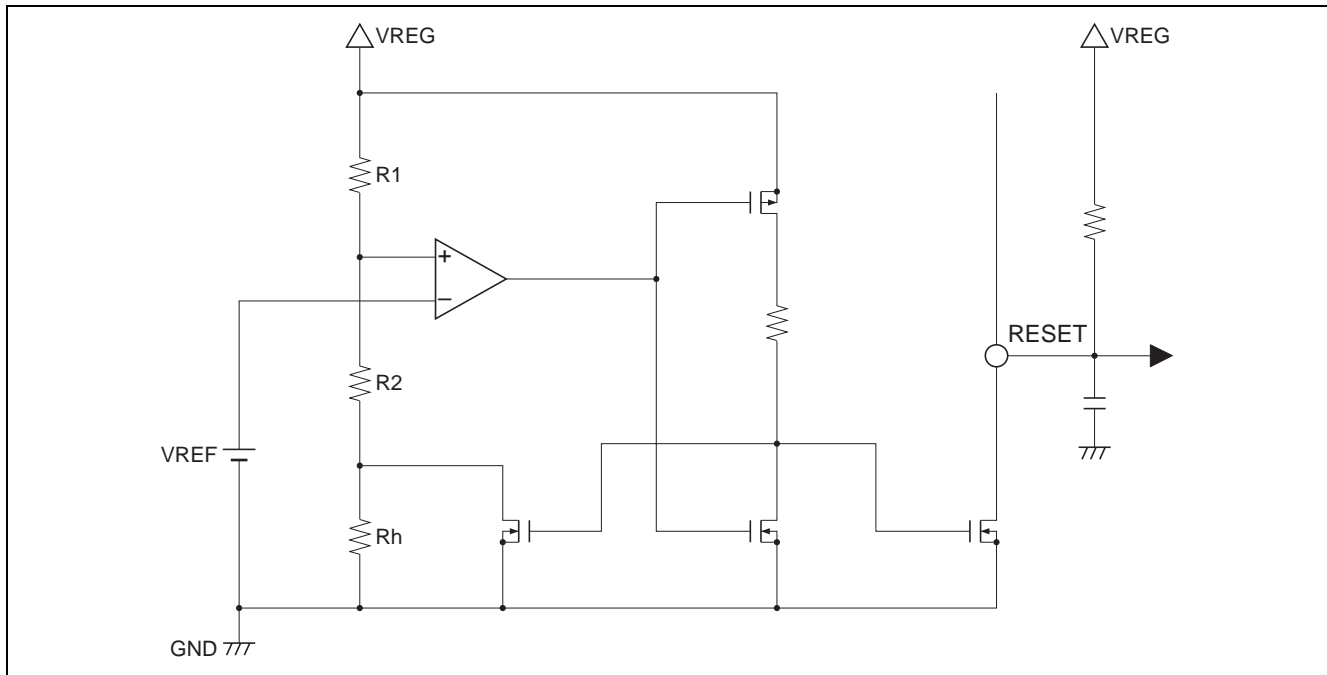 VREG
VREG
R1
+
−
RESET
R2
VREF
Rh
GND